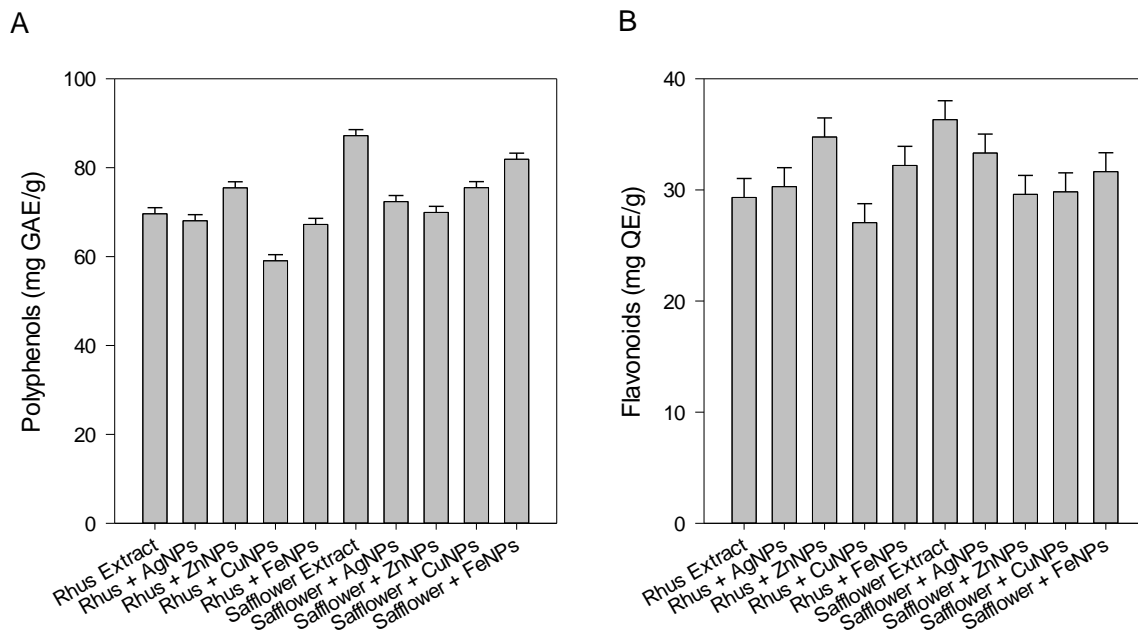 A
Polyphenols (mg GAE/g)
100
80
60
40
20
0
Rhus Extract
Rhus + AgNPs
Rhus + ZnNPs
Rhus + CuNPs
Rhus + FeNPs
Safflower Extract
Safflower + AgNPs
Safflower + ZnNPs
Safflower + CuNPs
Safflower + FeNPs
B
Flavonoids (mg QE/g)
40
30
20
10
0
Rhus Extract
Rhus + AgNPs
Rhus + ZnNPs
Rhus + CuNPs
Rhus + FeNPs
Safflower Extract
Safflower + AgNPs
Safflower + ZnNPs
Safflower + CuNPs
Safflower + FeNPs